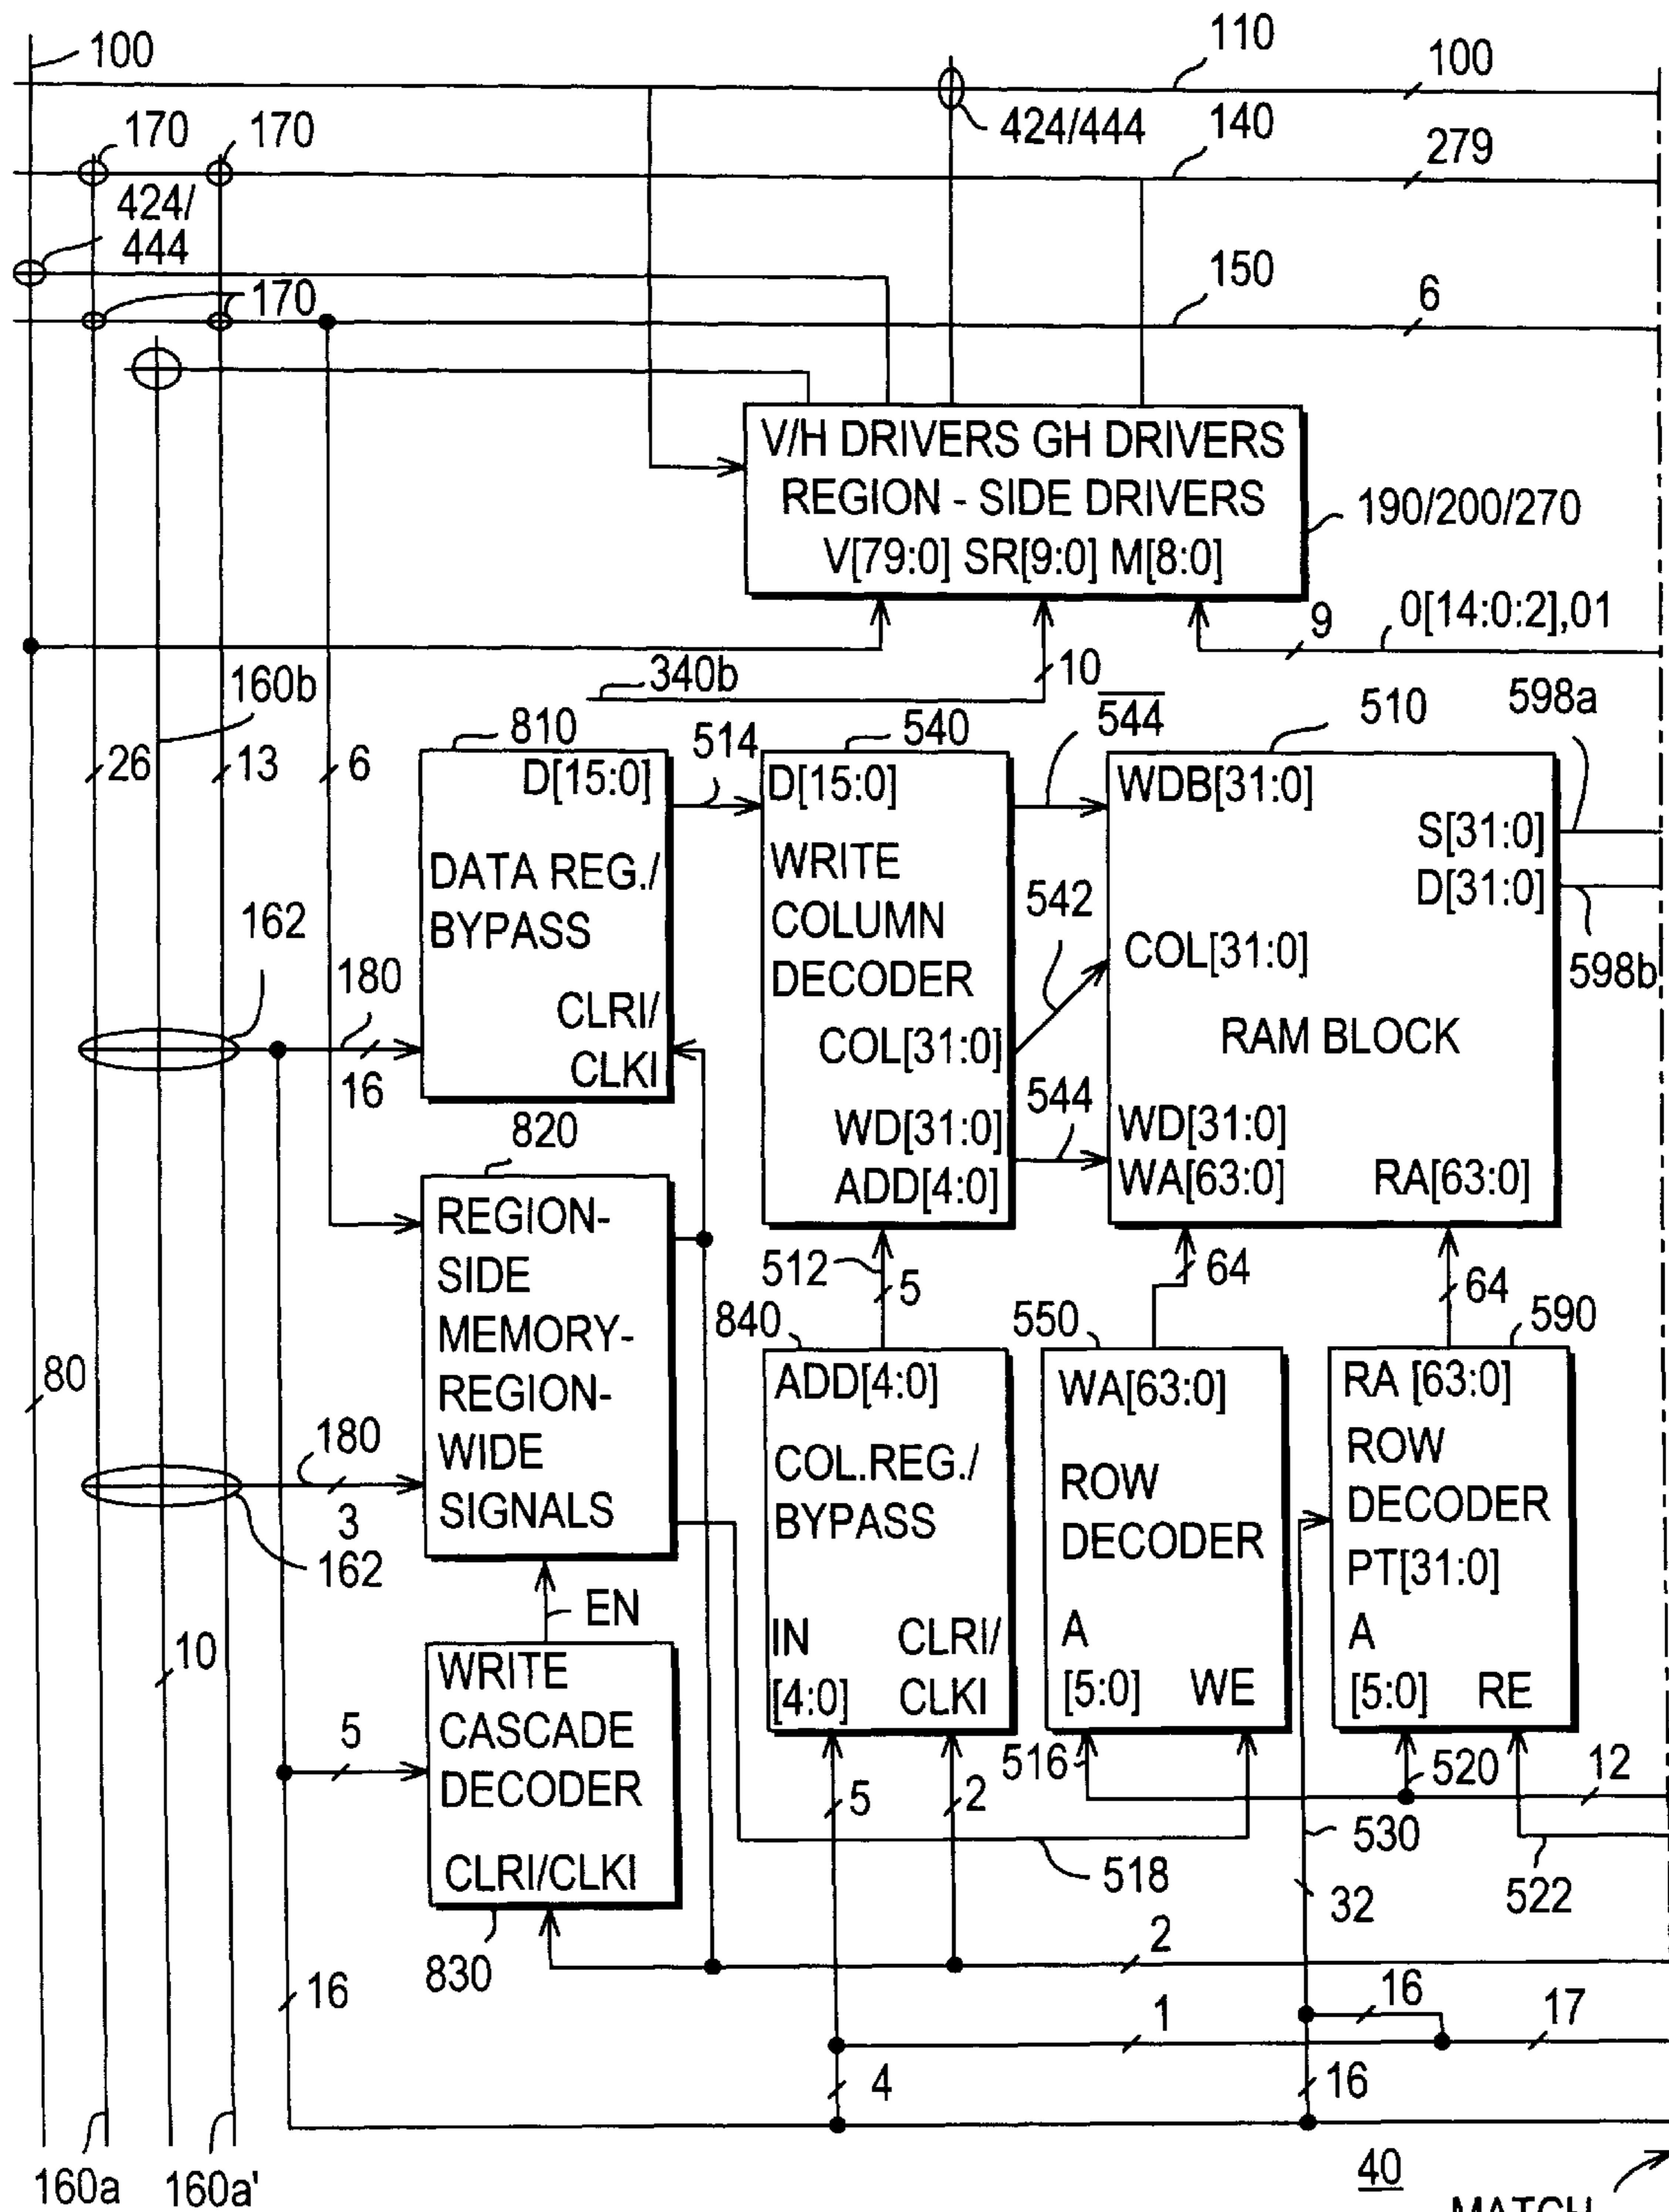 100
110
100
170
170
424/444
140
279
424/
444
150
6
170
V/H DRIVERS GH DRIVERS
REGION - SIDE DRIVERS
V[79:0] SR[9:0] M[8:0]
190/200/270
9
0[14:0:2],01
160b
340b
10
544
510
598a
810
514
540
26
13
6
D[15:0]
DATA REG./
BYPASS
CLRI/
CLKI
D[15:0]
WRITE
COLUMN
DECODER
COL[31:0]
WD[31:0]
ADD[4:0]
WDB[31:0]
S[31:0]
D[31:0]
COL[31:0]
RAM BLOCK
WD[31:0]
WA[63:0]
RA[63:0]
542
598b
162
180
16
544
820
REGION-
SIDE
MEMORY-
REGION-
WIDE
SIGNALS
512
5
64
64
840
550
590
80
180
3
162
ADD[4:0]
COL.REG./
BYPASS
IN
[4:0]
CLRI/
CLKI
WA[63:0]
ROW
DECODER
A
[5:0]
WE
RA [63:0]
ROW
DECODER
PT[31:0]
A
[5:0]
RE
EN
10
WRITE
CASCADE
DECODER
CLRI/CLKI
5
5
2
516
520
12
530
518
522
32
830
2
16
16
17
1
4
16
160a
160a'
40
MATCH